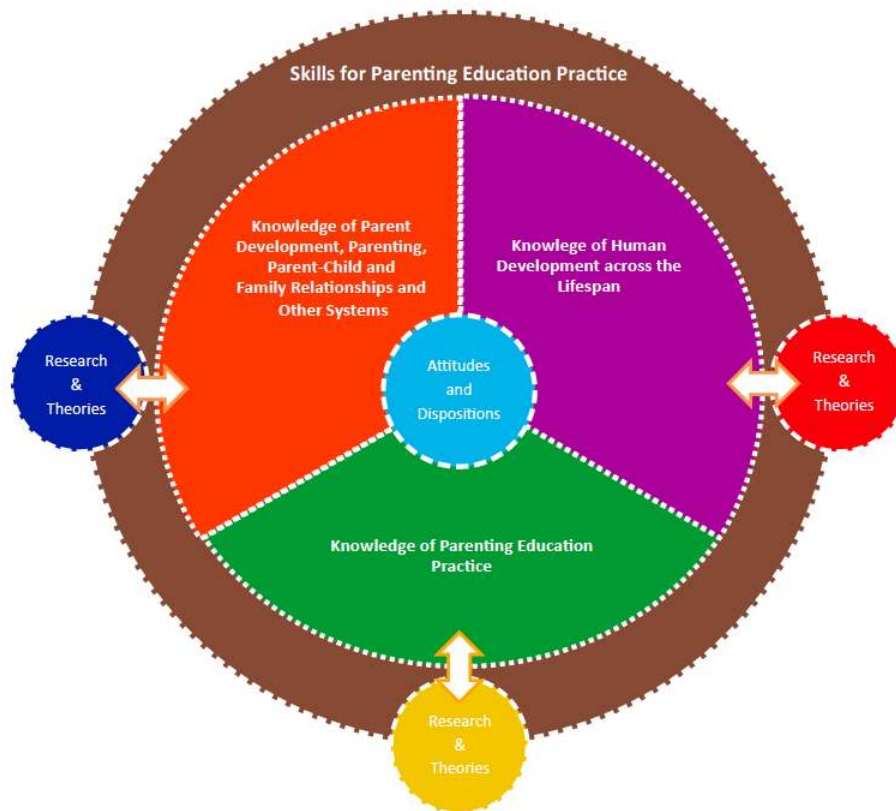 Skills for Parenting Education Practice
Knowledge of Parent
Development, Parenting,
Parent-Child and
Family Relationships and
Other Systems
Knowlege of Human
Development across the
Lifespan
Research
&
Theories
Attitudes
and
Dispositions
Research
&
Theories
Knowledge of Parenting Education
Practice
Research
&
Theories